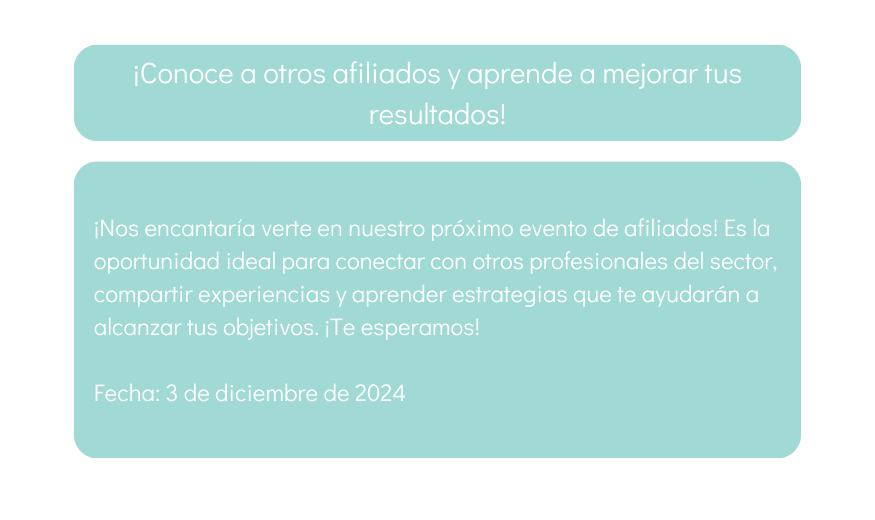 ¡Conoce a otros afiliados y aprende a mejorar tus
resultados!
¡Nos encantaría verte en nuestro próximo evento de afiliados! Es la
oportunidad ideal para conectar con otros profesionales del sector,
compartir experiencias y aprender estrategias que te ayudarán a
alcanzar tus objetivos. ¡Te esperamos!
Fecha: 3 de diciembre de 2024